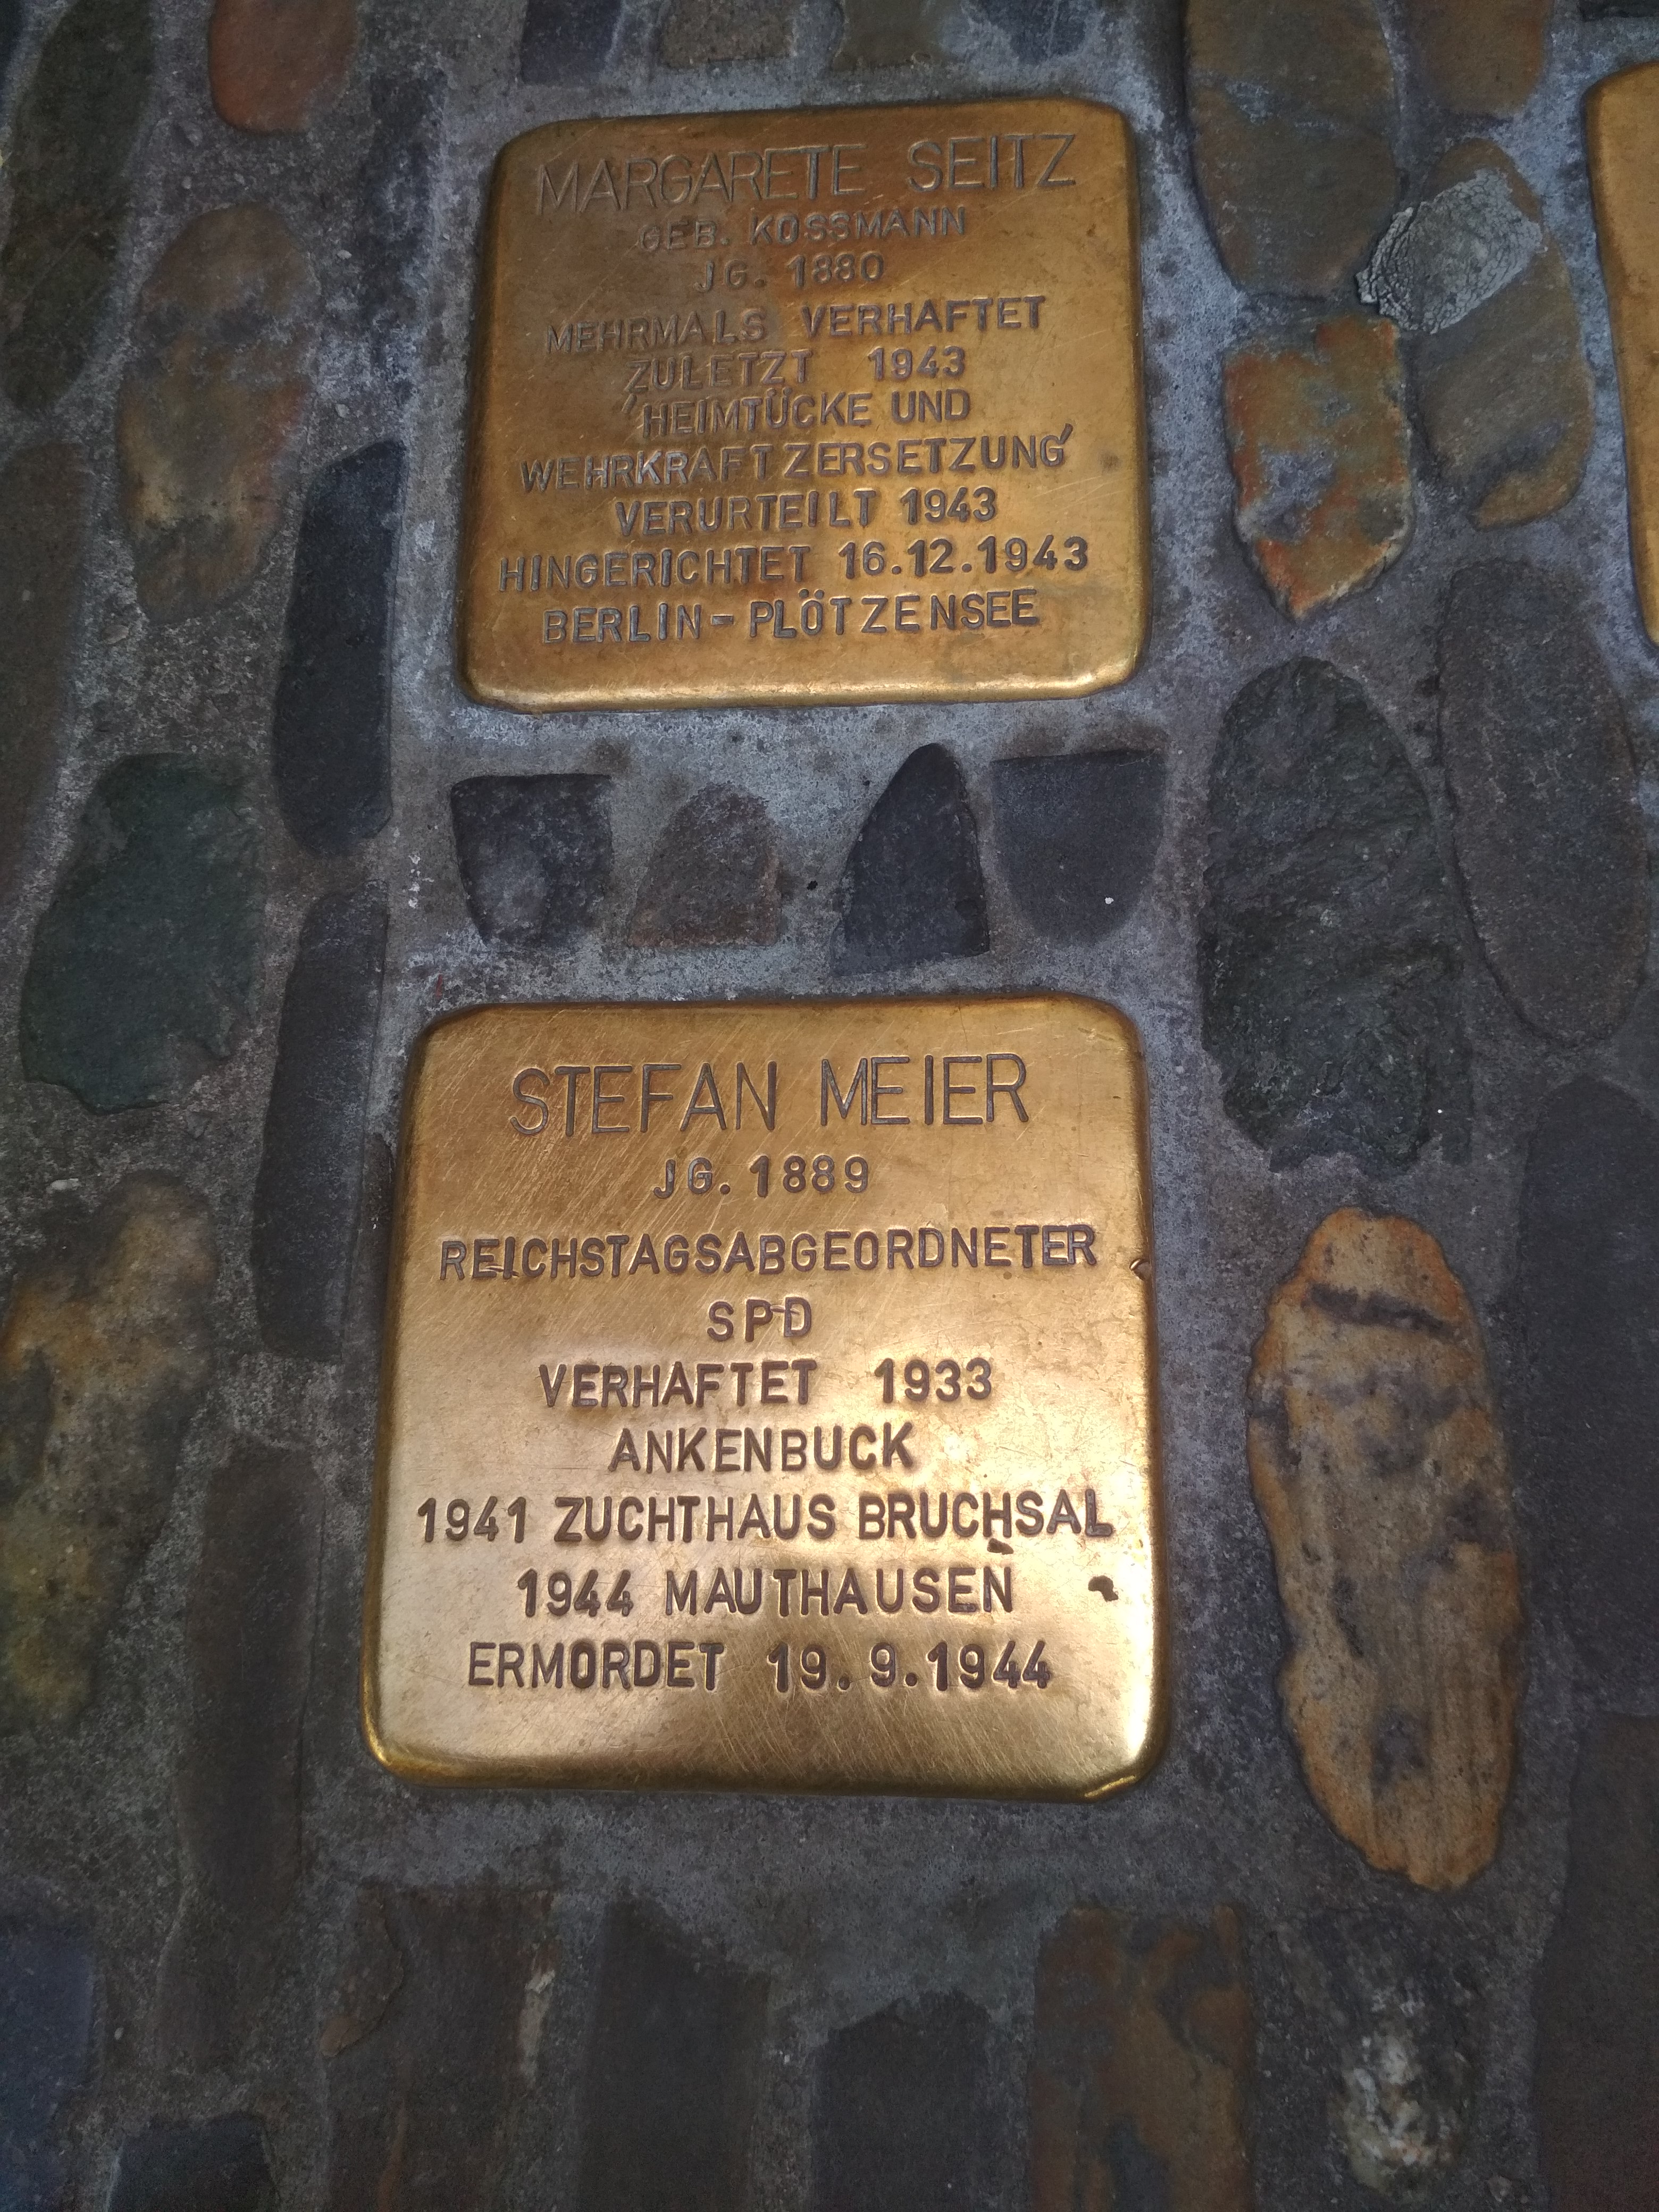 MARGARETE SEITZ
GEB. KOSSMANN
JG. 1880
MEHRMALS VERHAFTET
ZULETZT 1943
'HEIMTÜCKE UND
WEHRKRAFTZERSETZUNG'
VERURTEILT 1943
HINGERICHTET 16.12.1943
BERLIN-PLÖTZENSEE
STEFAN MEIER
JG. 1889
REICHSTAGSABGEORDNETER
SPD
VERHAFTET 1933
ANKENBUCK
1941 ZUCHTHAUS BRUCHSAL
1944 MAUTHAUSEN
ERMORDET 19.9.1944